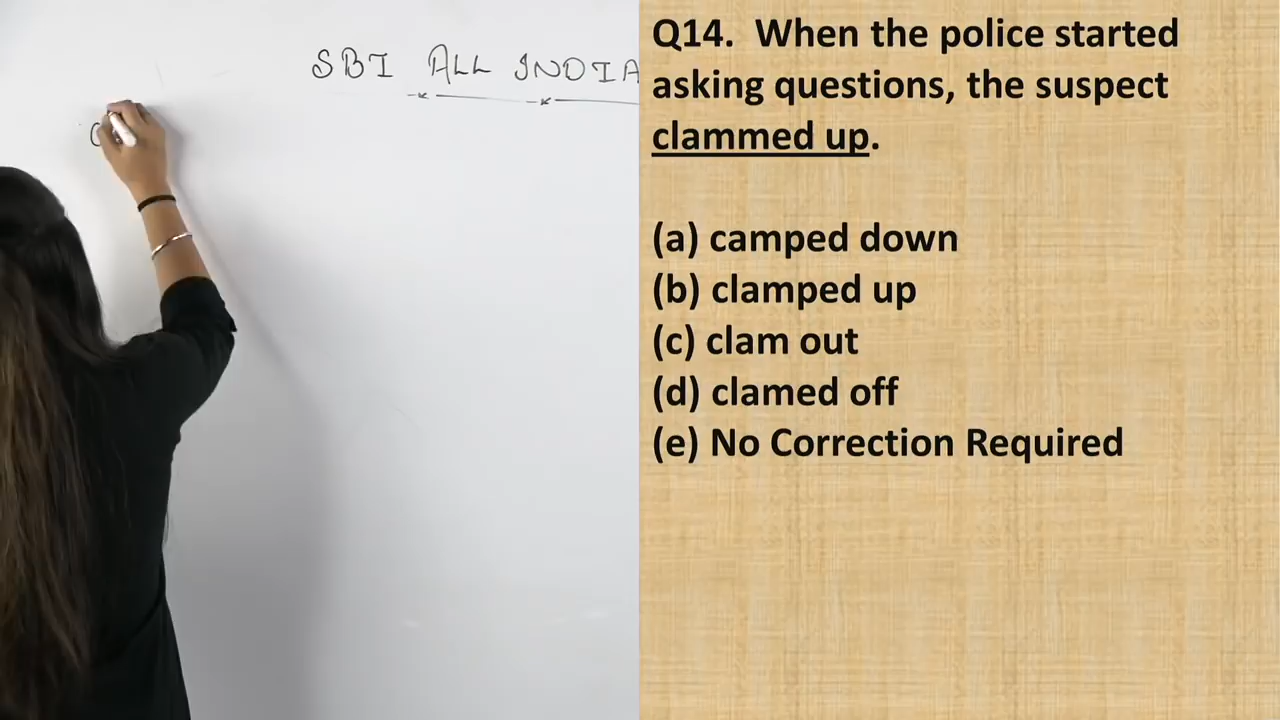 SBI ALL INDIA
Q14. When the police started
asking questions, the suspect
clammed up.
(a) camped down
(b) clamped up
(c) clam out
(d) clamed off
(e) No Correction Required